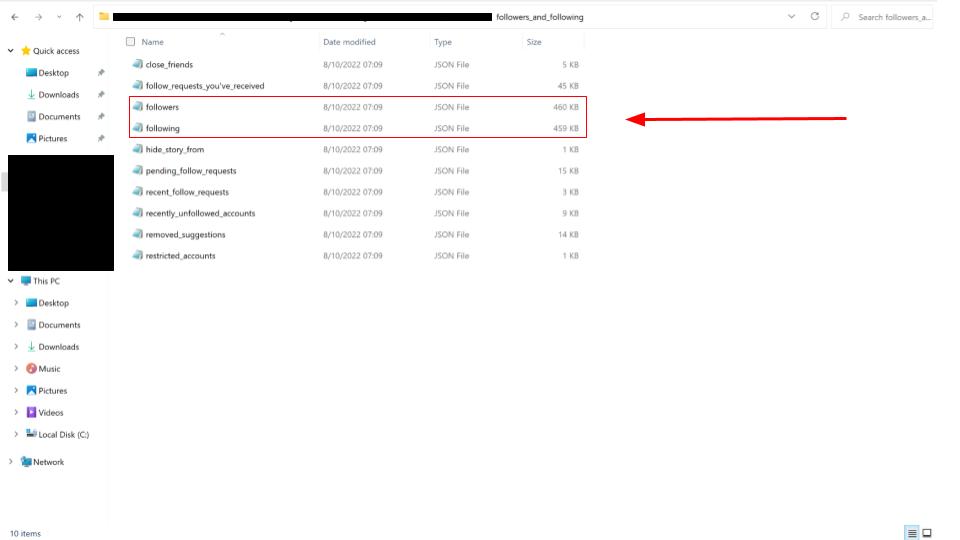 followers_and_following
Search followers_a...
Quick access
Desktop
Downloads
Documents
Pictures
This PC
Desktop
Documents
Downloads
Music
Pictures
Videos
Local Disk (C:)
Network
Name Date modified Type Size
close_friends 8/10/2022 07:09 JSON File 5 KB
follow_requests_you've_received 8/10/2022 07:09 JSON File 45 KB
followers 8/10/2022 07:09 JSON File 460 KB
following 8/10/2022 07:09 JSON File 459 KB
hide_story_from 8/10/2022 07:09 JSON File 1 KB
pending_follow_requests 8/10/2022 07:09 JSON File 15 KB
recent_follow_requests 8/10/2022 07:09 JSON File 3 KB
recently_unfollowed_accounts 8/10/2022 07:09 JSON File 9 KB
removed_suggestions 8/10/2022 07:09 JSON File 14 KB
restricted_accounts 8/10/2022 07:09 JSON File 1 KB
10 items